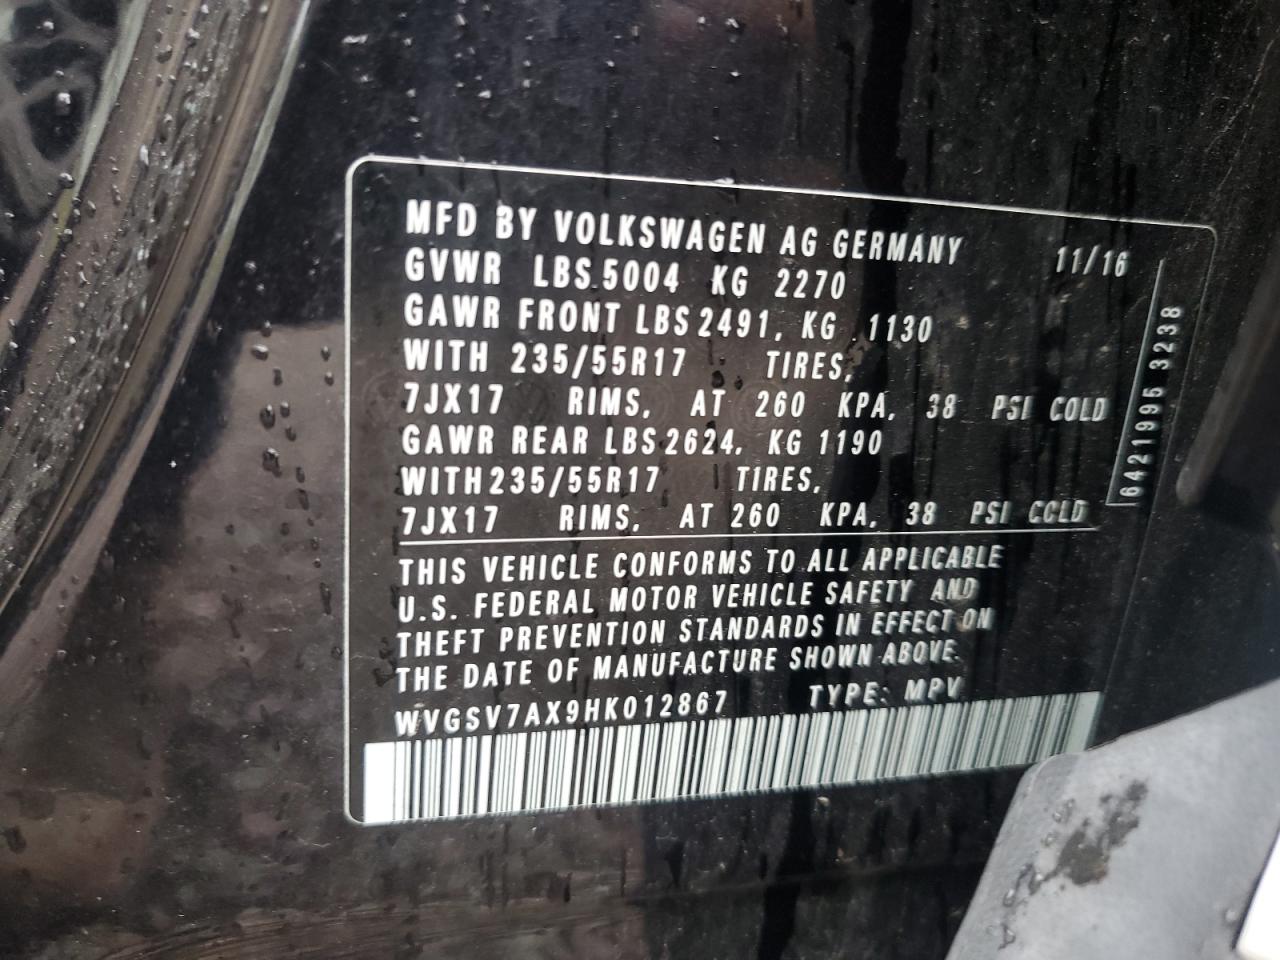 MFD BY VOLKSWAGEN AG GERMANY 11/16
GVWR LBS.5004 KG 2270
GAWR FRONT LBS 2491, KG 1130
WITH 235/55R17 TIRES,
7JX17 RIMS, AT 260 KPA, 38 PSI COLD
GAWR REAR LBS 2624, KG 1190
WITH 235/55R17 TIRES,
7JX17 RIMS, AT 260 KPA, 38 PSI COLD
6421995 3238
THIS VEHICLE CONFORMS TO ALL APPLICABLE
U.S. FEDERAL MOTOR VEHICLE SAFETY AND
THEFT PREVENTION STANDARDS IN EFFECT ON
THE DATE OF MANUFACTURE SHOWN ABOVE.
WVGSV7AX9HK012867 TYPE: MPV